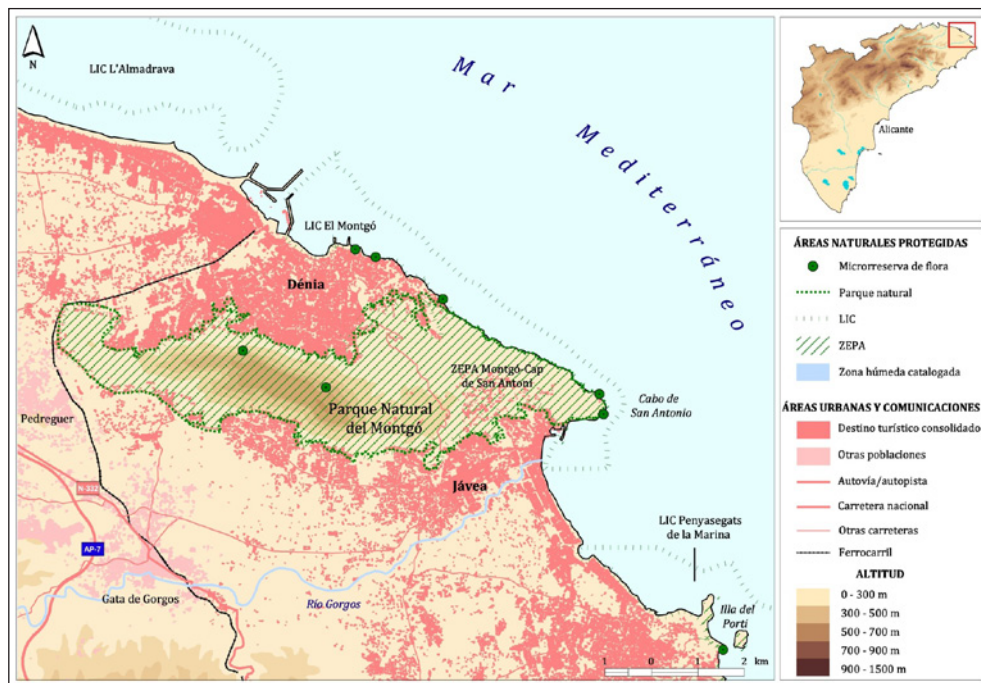 N
LIC L'Almadrava
Mar
Mediterráneo
LIC El Montgó
Dénia
ZEPA Montgó-Cap
de San Antoni
Cabo de
San Antonio
Parque Natural
del Montgó
Pedreguer
Jávea
N-332
AP-7
LIC Penyasegats
de la Marina
Gata de Gorgos
Río Gorgos
Illa del
Portí
1 0 1 2
km
Alicante
ÁREAS NATURALES PROTEGIDAS
Microrreserva de flora
Parque natural
LIC
ZEPA
Zona húmeda catalogada
ÁREAS URBANAS Y COMUNICACIONES
Destino turístico consolidado
Otras poblaciones
Autovía/autopista
Carretera nacional
Otras carreteras
Ferrocarríl
ALTITUD
0 - 300 m
300 - 500 m
500 - 700 m
700 - 900 m
900 - 1500 m